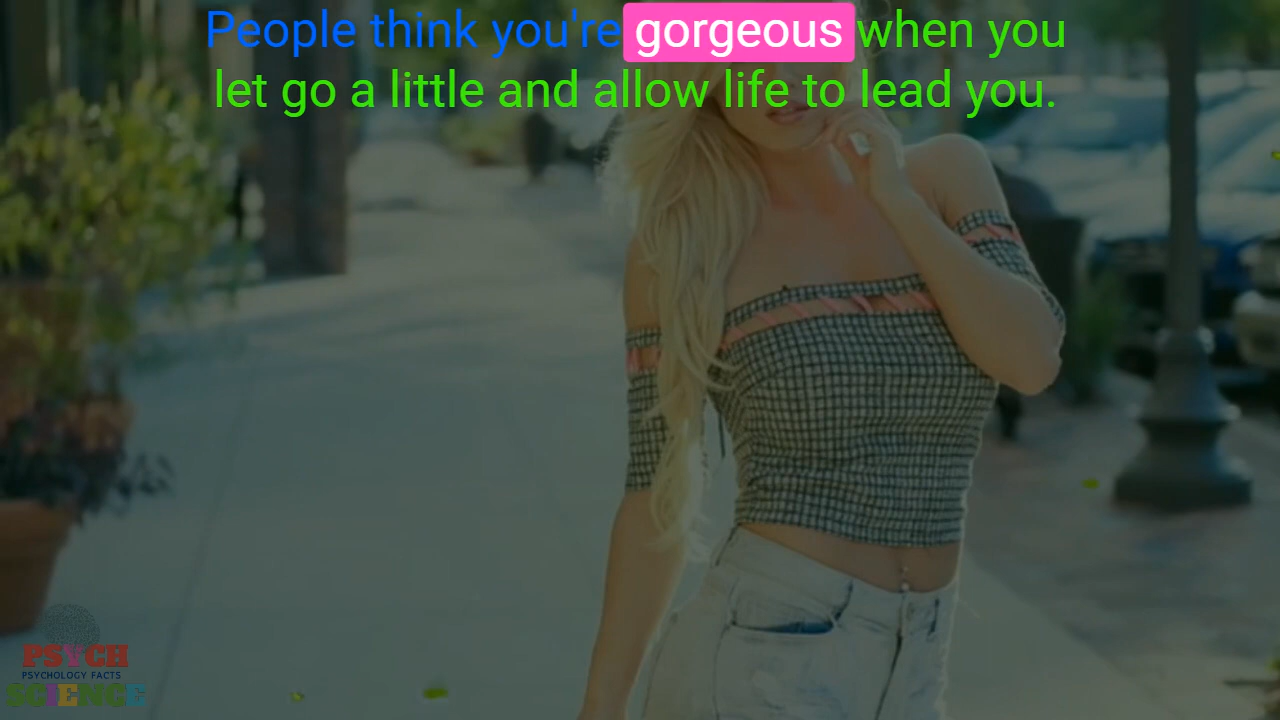 People think you're gorgeous when you
let go a little and allow life to lead you.
PSYCH
PSYCHOLOGY FACTS
SCIENCE